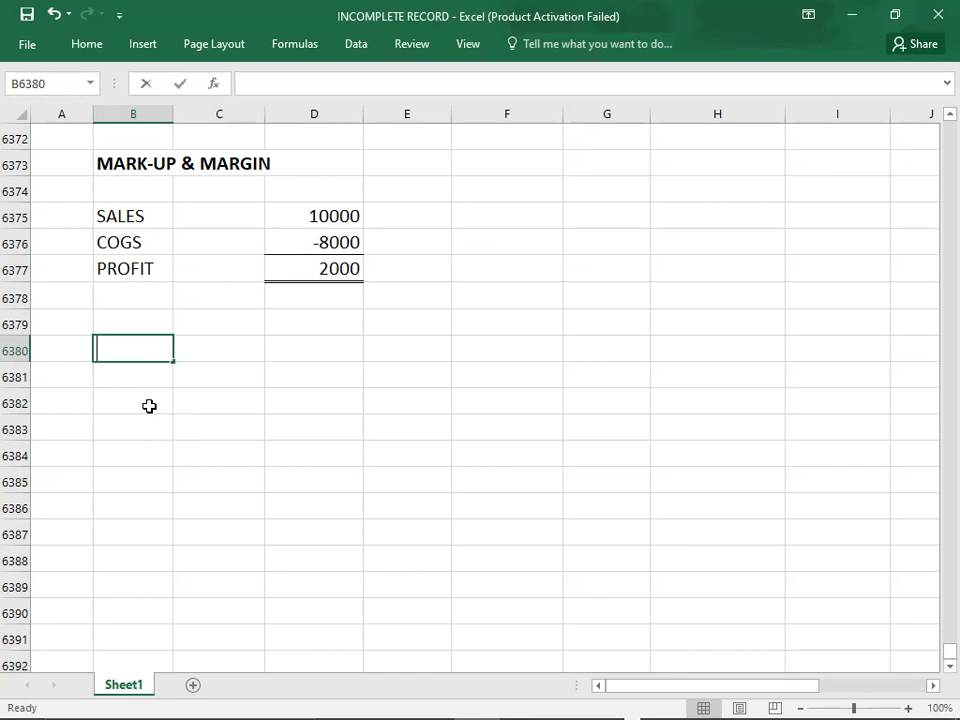 INCOMPLETE RECORD - Excel (Product Activation Failed)
File Home Insert Page Layout Formulas Data Review View Tell me what you want to do... Share
B6380 fx
A B C D E F G H I J
6372
6373 MARK-UP & MARGIN
6374
6375 SALES 10000
6376 COGS -8000
6377 PROFIT 2000
6378
6379
6380
6381
6382
6383
6384
6385
6386
6387
6388
6389
6390
6391
6392
Sheet1
Ready 100%